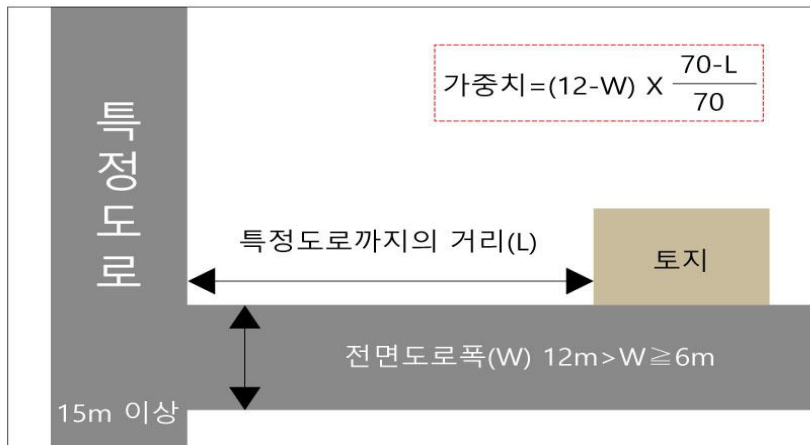 특정도로
가중치=(12-W) X 70-L
70
특정도로까지의 거리(L)
토지
전면도로폭(W) 12m>W≧6m
15m 이상